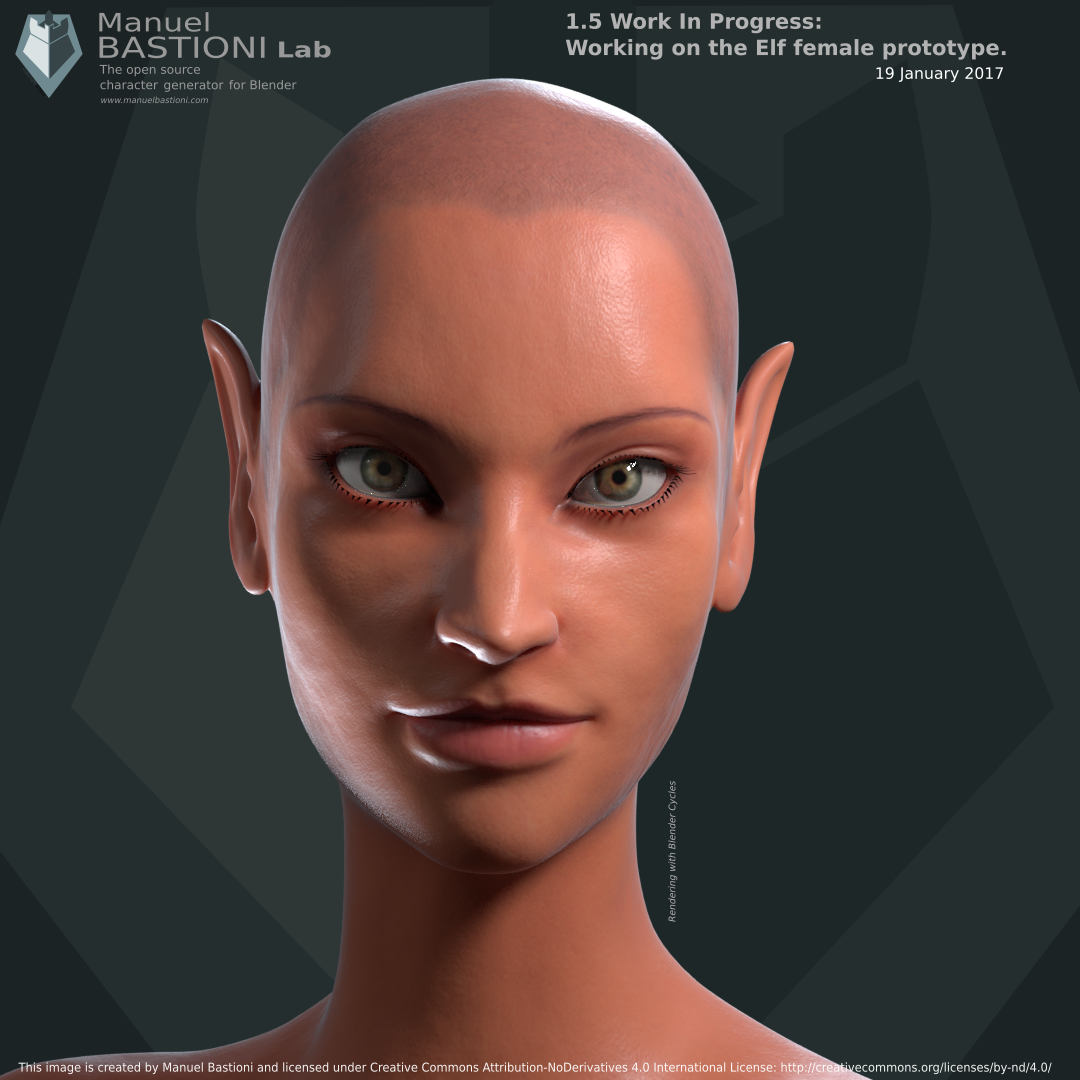 Manuel
BASTIONI Lab
The open source
character generator for Blender
www.manuelbastioni.com
1.5 Work In Progress:
Working on the Elf female prototype.
19 January 2017
Rendering with Blender Cycles
This image is created by Manuel Bastioni and licensed under Creative Commons Attribution-NoDerivatives 4.0 International License: http://creativecommons.org/licenses/by-nd/4.0/